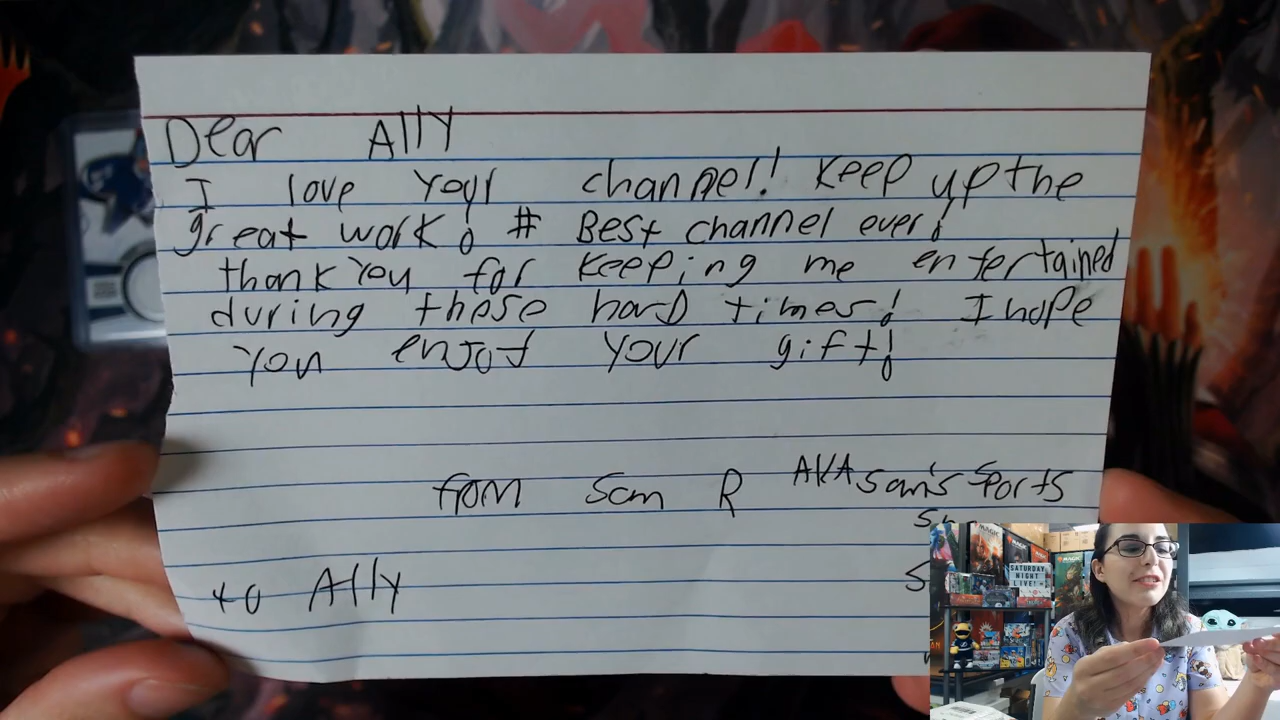 Dear Ally
I love your channel! Keep up the
great work! # Best channel ever!
thank you for keeping me entertained
during these hard times! I hope
you enjoy your gift!
from Sam R AKA Sam's Sports
to Ally
SATURDAY
NIGHT
LIVE!